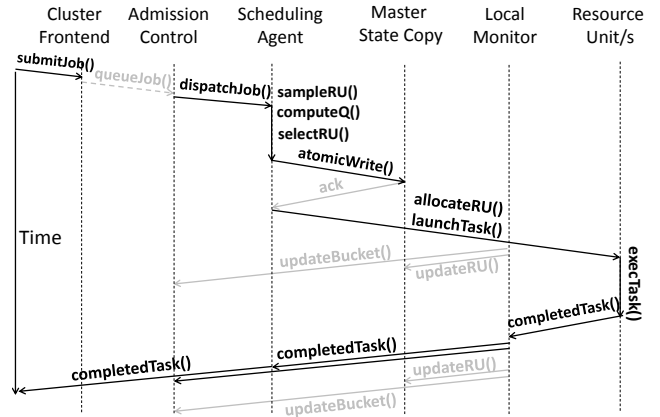 Cluster
Frontend
Admission
Control
Scheduling
Agent
Master
State Copy
Local
Monitor
Resource
Unit/s
submitJob()
queueJob()
dispatchJob()
sampleRU()
computeQ()
selectRU()
atomicWrite()
ack
allocateRU()
launchTask()
Time
updateBucket()
updateRU()
execTask()
completedTask()
completedTask()
completedTask()
updateRU()
updateBucket()